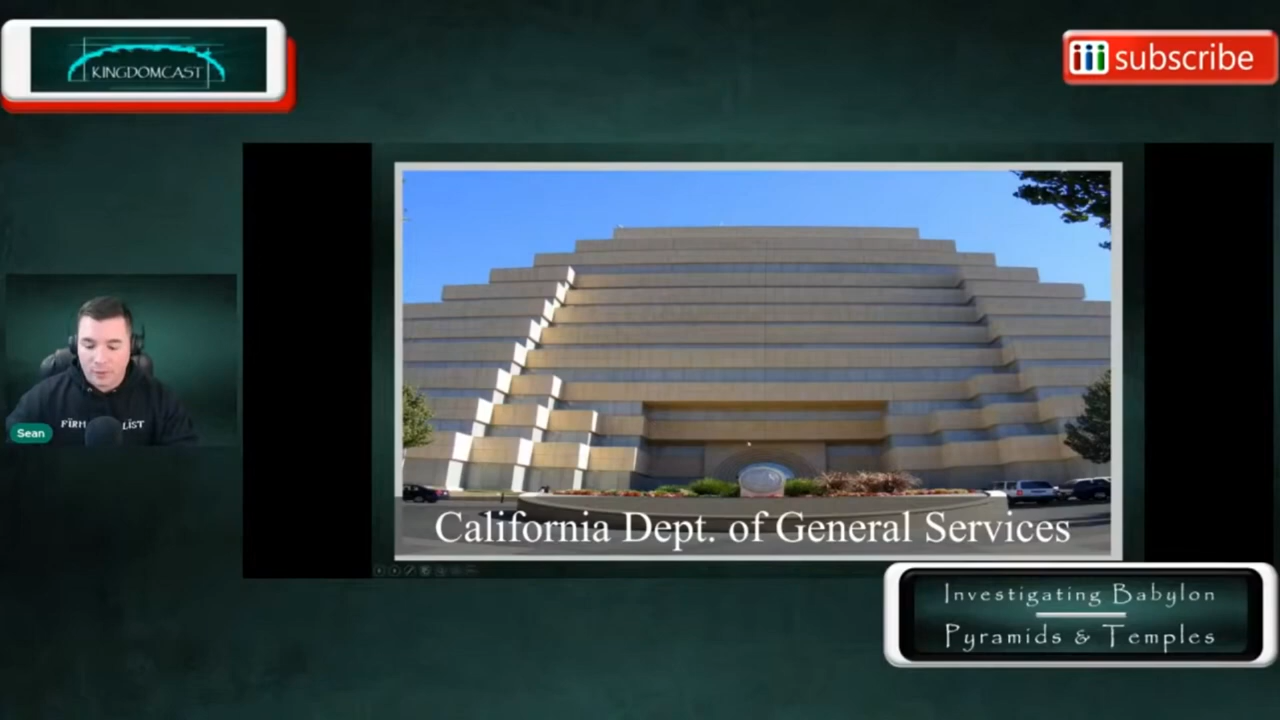 KINGDOMCAST
subscribe
Sean
California Dept. of General Services
Investigating Babylon
Pyramids & Temples